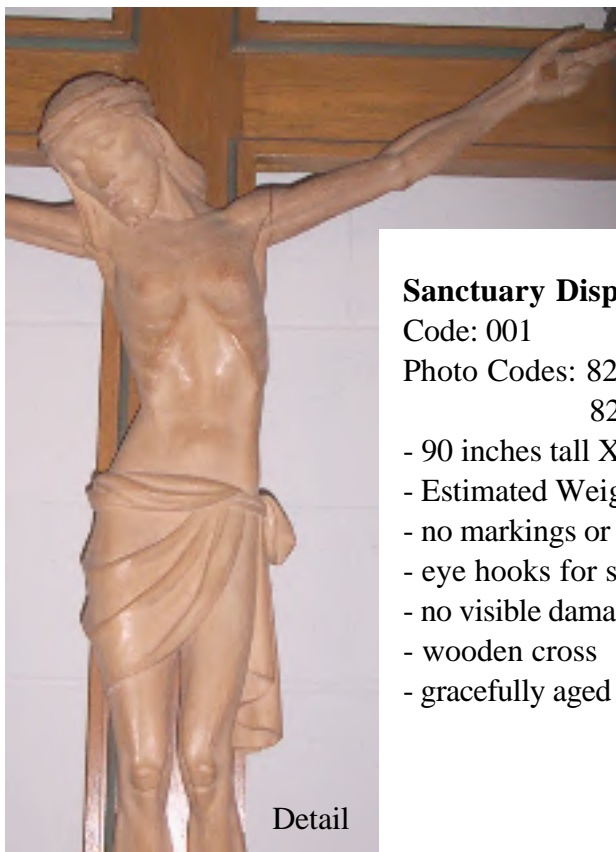 Sanctuary Disp
Code: 001
Photo Codes: 82
82
- 90 inches tall X
- Estimated Weig
- no markings or
- eye hooks for s
- no visible dama
- wooden cross
- gracefully aged
Detail